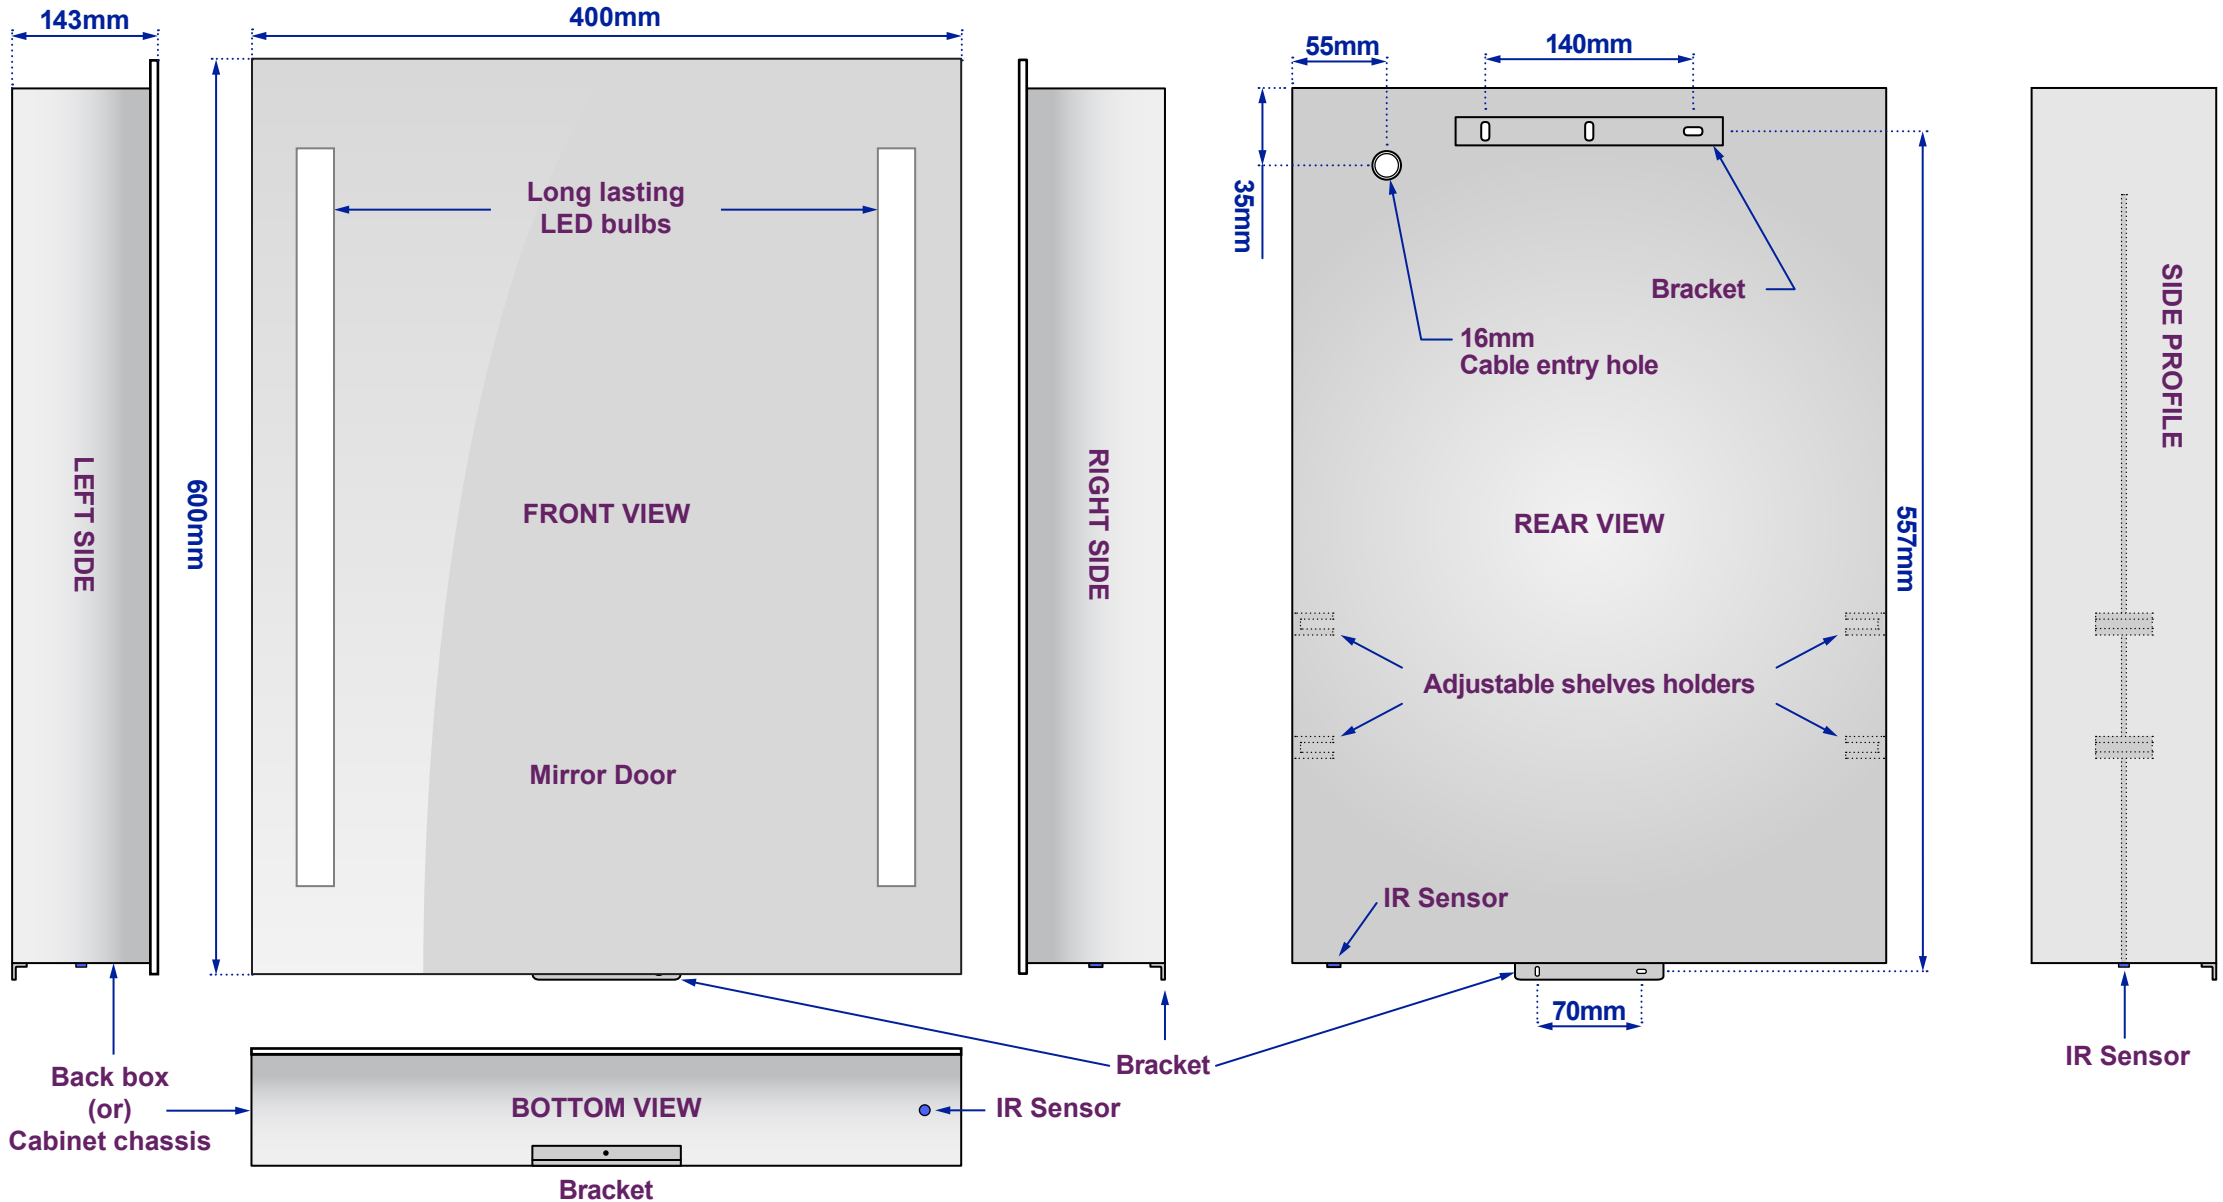 143mm
400mm
55mm
140mm
35mm
Long lasting
LED bulbs
Bracket
16mm
Cable entry hole
SIDE PROFILE
LEFT SIDE
600mm
FRONT VIEW
RIGHT SIDE
REAR VIEW
557mm
Adjustable shelves holders
Mirror Door
IR Sensor
70mm
Bracket
IR Sensor
Back box
(or)
Cabinet chassis
BOTTOM VIEW
IR Sensor
Bracket